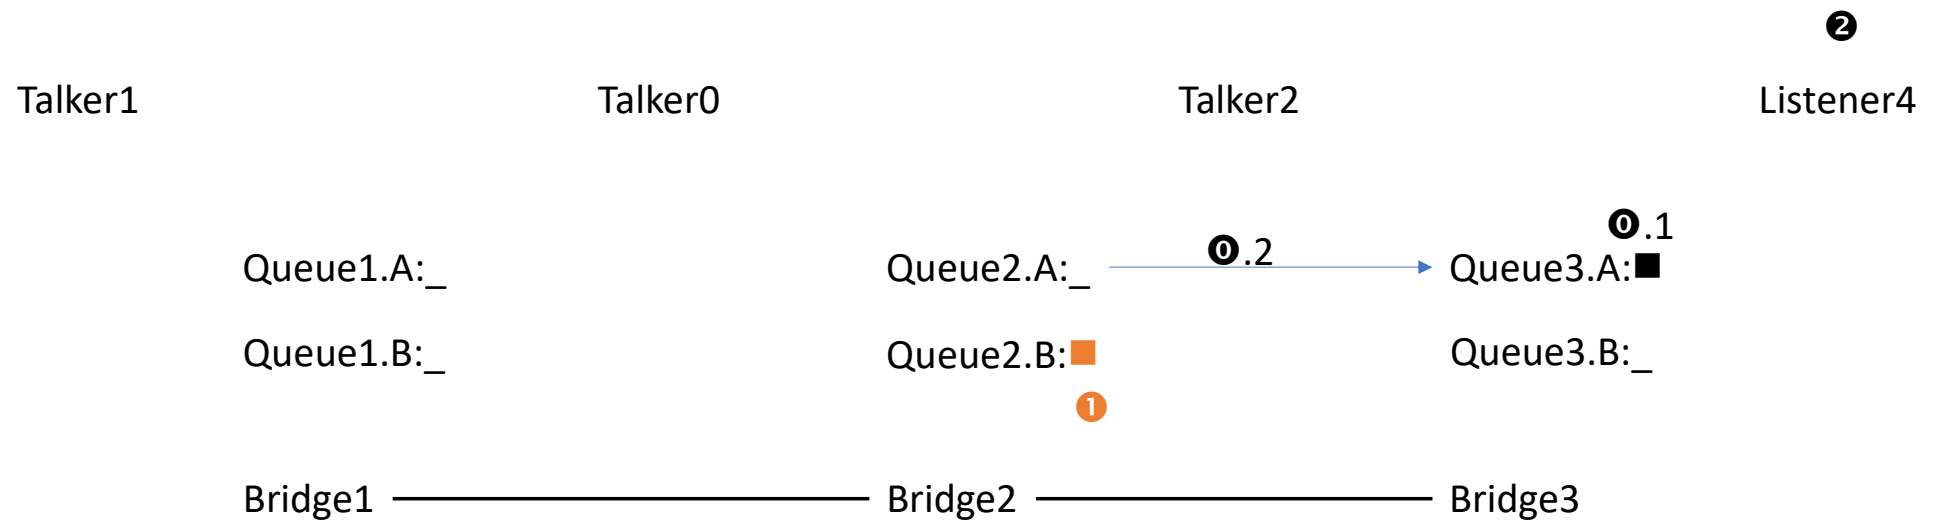 ❷
Talker1 Talker0 Talker2 Listener4
⓿.1
⓿.2
Queue1.A:_ Queue2.A:_ Queue3.A:■
Queue1.B:_ Queue2.B:■ Queue3.B:_
❶
Bridge1 Bridge2 Bridge3